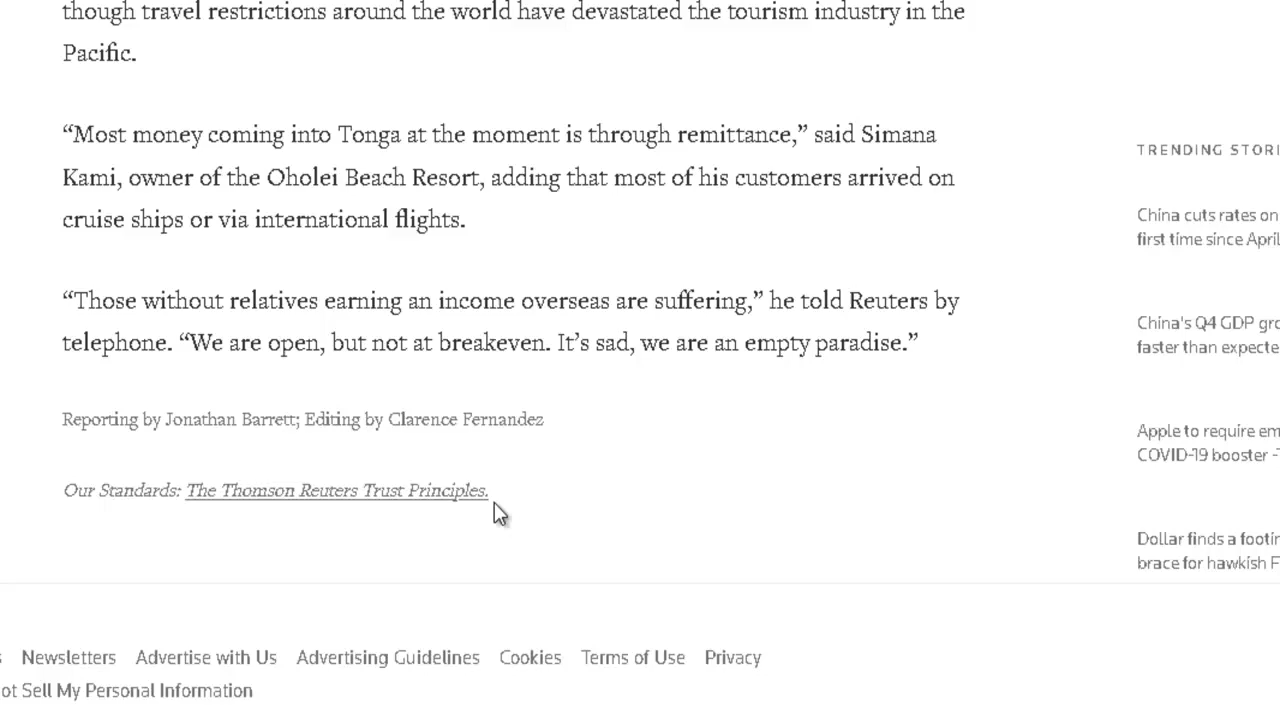 though travel restrictions around the world have devastated the tourism industry in the
Pacific.
“Most money coming into Tonga at the moment is through remittance,” said Simana
Kami, owner of the Oholei Beach Resort, adding that most of his customers arrived on
cruise ships or via international flights.
“Those without relatives earning an income overseas are suffering,” he told Reuters by
telephone. “We are open, but not at breakeven. It’s sad, we are an empty paradise.”
Reporting by Jonathan Barrett; Editing by Clarence Fernandez
Our Standards: The Thomson Reuters Trust Principles.
TRENDING STORI
China cuts rates on
first time since April
China's Q4 GDP gro
faster than expecte
Apple to require em
COVID-19 booster -T
Dollar finds a footin
brace for hawkish F
s Newsletters Advertise with Us Advertising Guidelines Cookies Terms of Use Privacy
ot Sell My Personal Information